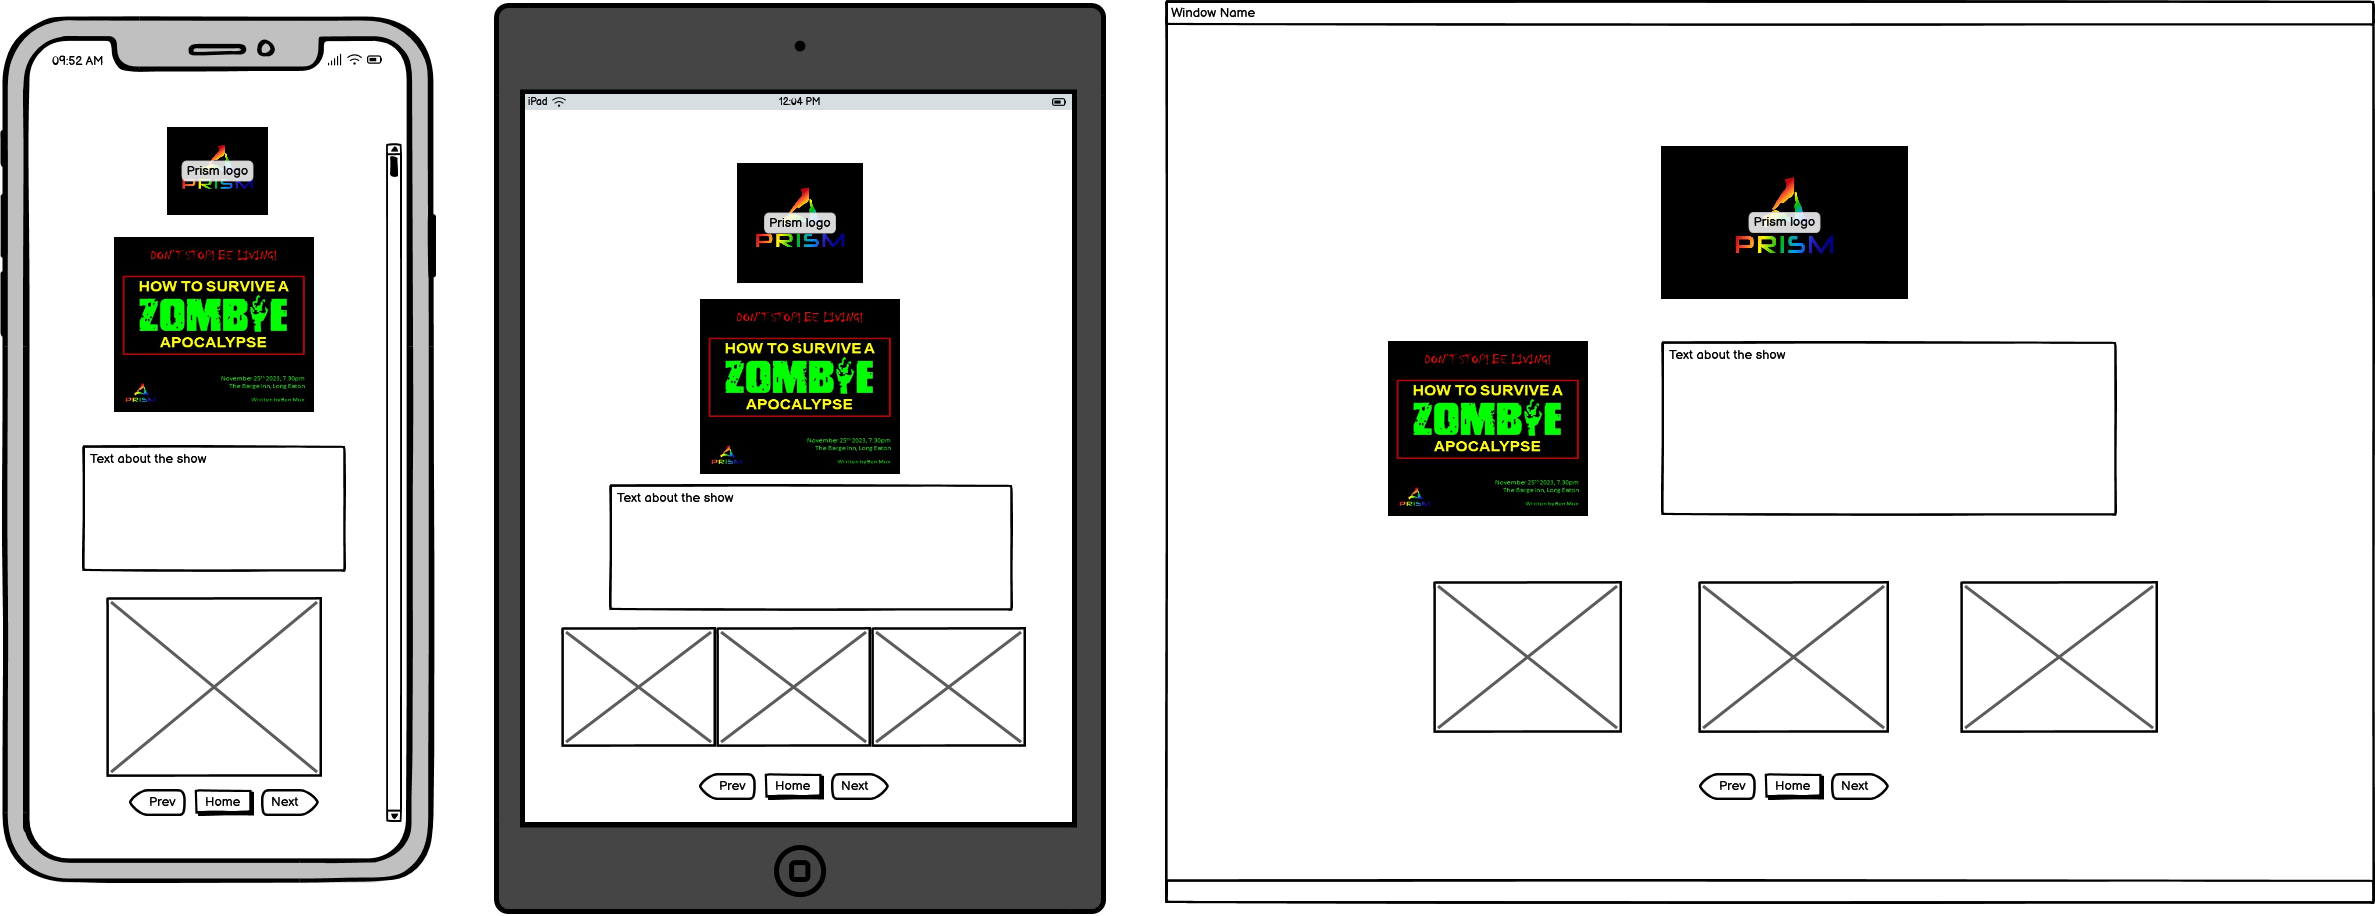 09:52 AM
Prism logo
PRISM
DON'T STOP! BE LIVING!
HOW TO SURVIVE A
ZOMBIE
APOCALYPSE
November 25th 2023, 7.30pm
The Barge Inn, Long Eaton
PRISM
Written by Ben Muir
Text about the show
Prev
Home
Next
iPad
12:04 PM
Prism logo
PRISM
DON'T STOP! BE LIVING!
HOW TO SURVIVE A
ZOMBIE
APOCALYPSE
November 25th 2023, 7.30pm
The Barge Inn, Long Eaton
PRISM
Written by Ben Muir
Text about the show
Prev
Home
Next
Window Name
Prism logo
PRISM
DON'T STOP! BE LIVING!
HOW TO SURVIVE A
ZOMBIE
APOCALYPSE
November 25th 2023, 7.30pm
The Barge Inn, Long Eaton
PRISM
Written by Ben Muir
Text about the show
Prev
Home
Next